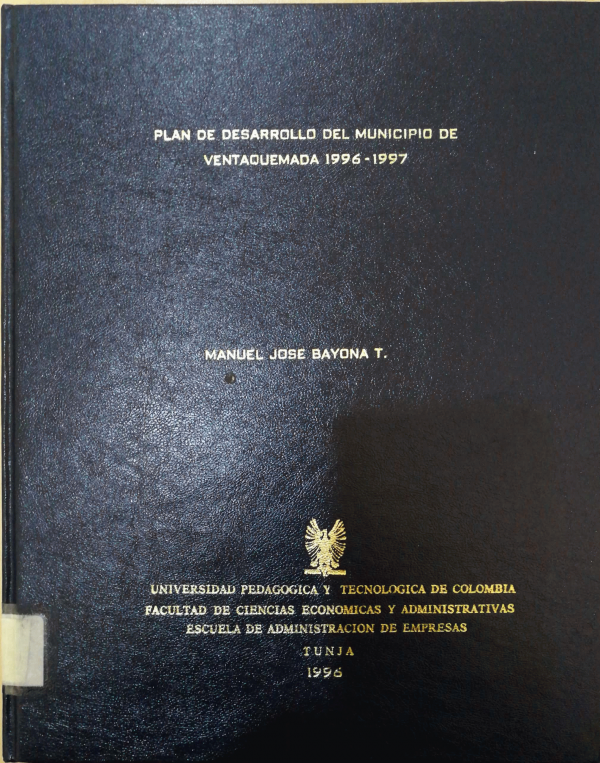 PLAN DE DESARROLLO DEL MUNICIPIO DE
VENTAQUEMADA 1996-1997
MANUEL JOSE BAYONA T.
UNIVERSIDAD PEDAGOGICA Y TECNOLOGICA DE COLOMBIA
FACULTAD DE CIENCIAS ECONOMICAS Y ADMINISTRATIVAS
ESCUELA DE ADMINISTRACION DE EMPRESAS
TUNJA
1996